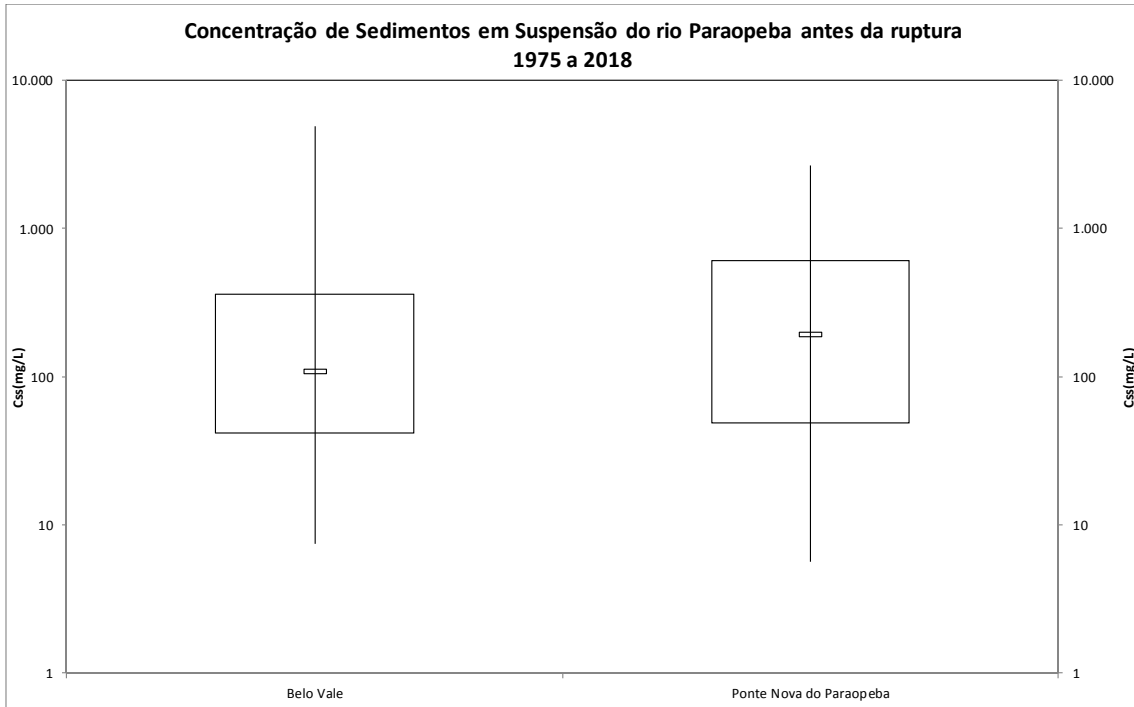 Concentração de Sedimentos em Suspensão do rio Paraopeba antes da ruptura
1975 a 2018
10.000
1.000
100
10
1
Css(mg/L)
10.000
1.000
100
10
1
Css(mg/L)
Belo Vale
Ponte Nova do Paraopeba